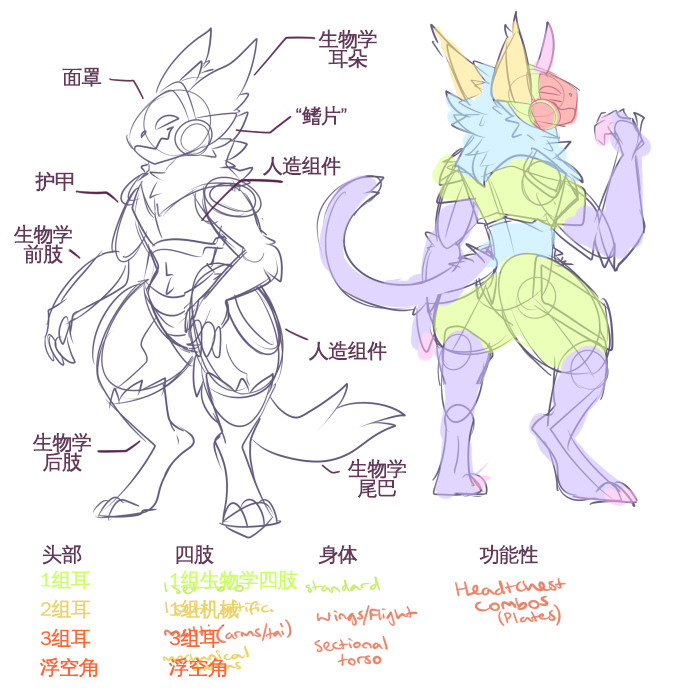 生物学
耳朵
面罩
“鳍片”
人造组件
护甲
生物学
前肢
人造组件
生物学
后肢
生物学
尾巴
头部
四肢
身体
功能性
1组耳
1组生物学四肢
standard
2组耳
1组机械
3组耳
3组耳
(arms/tai')
浮空角
浮空角
wings/Flight
Sectional
torso
Head+Chest
combos
(Plates)